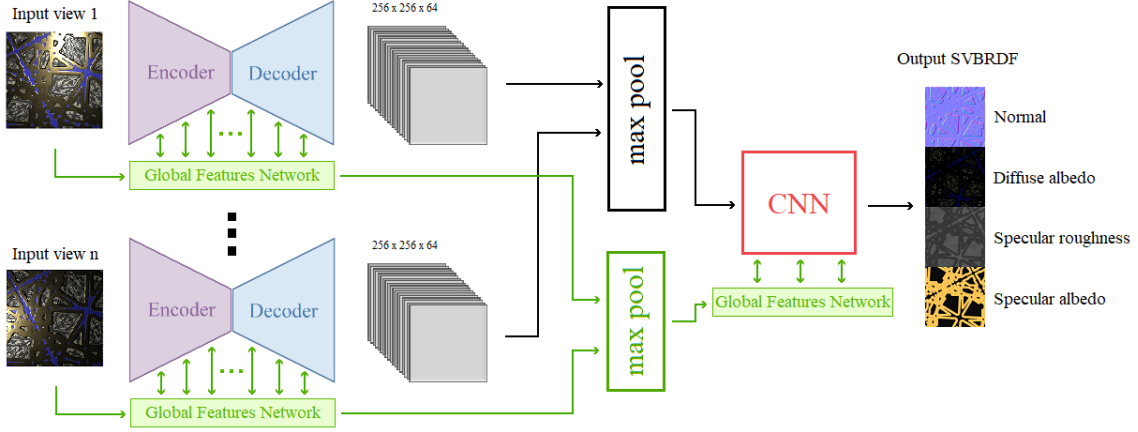 Input view 1
256 x 256 x 64
Encoder
Decoder
...
Global Features Network
max pool
Output SVBRDF
Normal
CNN
Diffuse albedo
Input view n
256 x 256 x 64
Specular roughness
Encoder
Decoder
max pool
Global Features Network
Specular albedo
...
Global Features Network